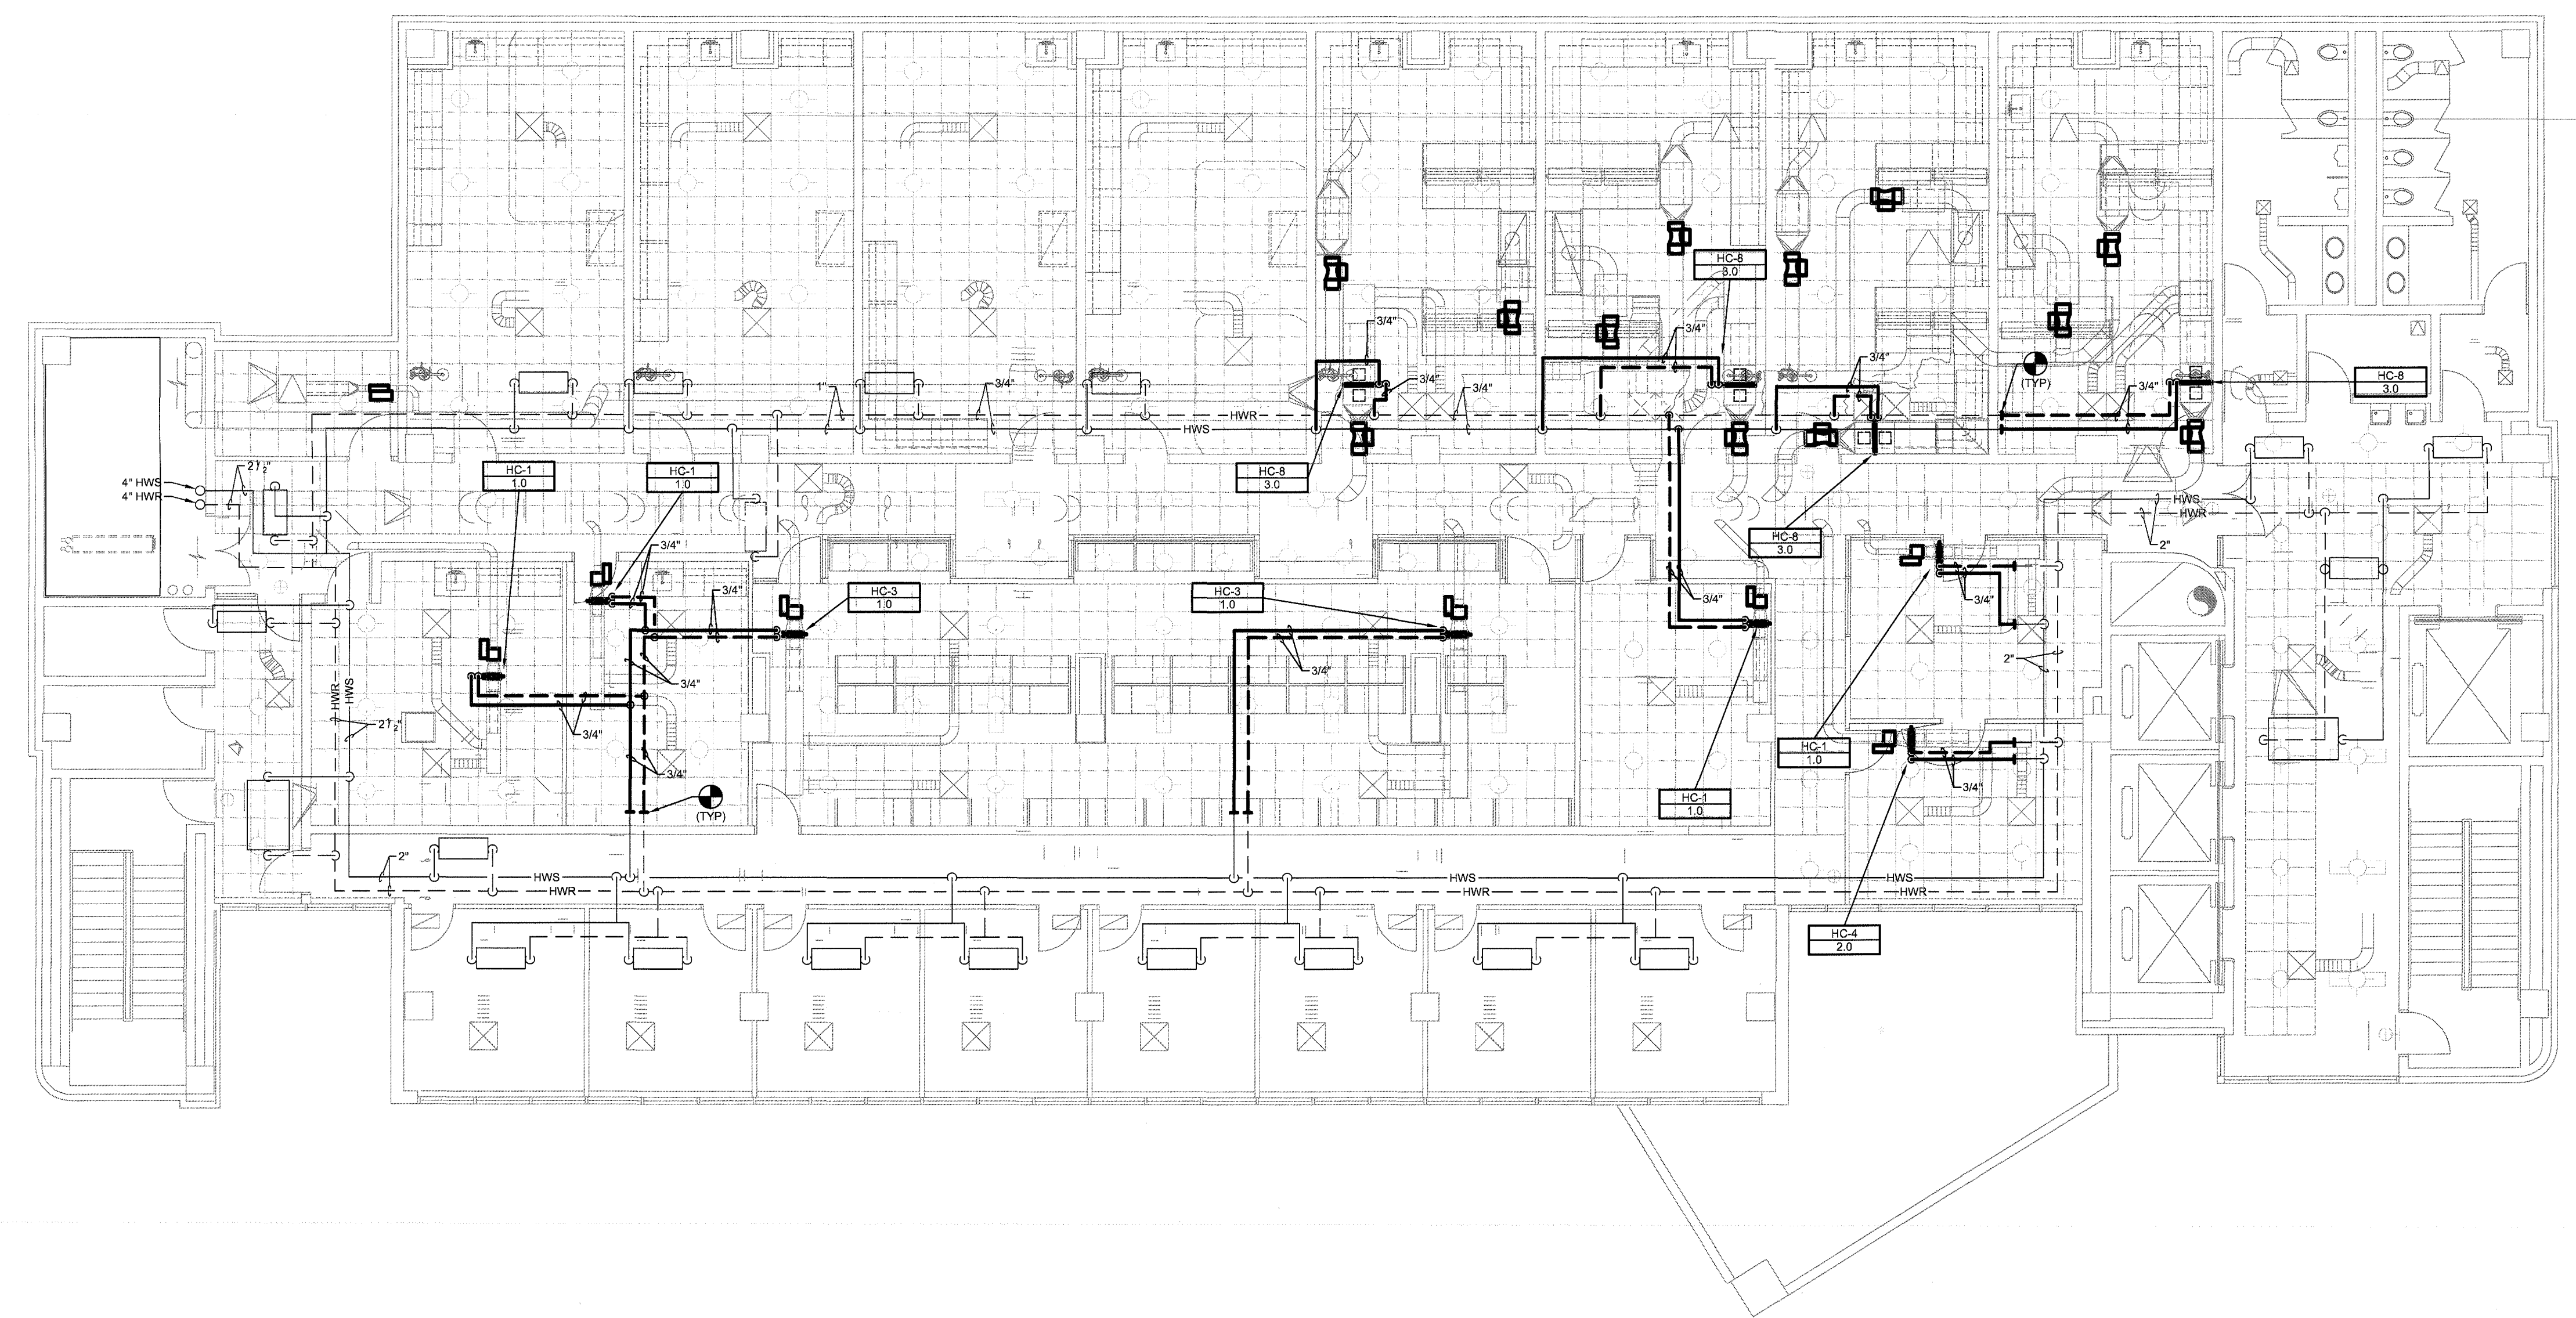 HC-8
3.0
3/4"
3/4"
3/4"
(TYP)
HC-8
3.0
1"
3/4"
3/4"
3/4"
3/4"
HWR
HWS
HC-1
1.0
HC-1
1.0
HC-8
3.0
2 1/2"
4" HWS
4" HWR
HWS
HWR
2"
HC-8
3.0
3/4"
3/4"
HC-3
1.0
HC-3
1.0
3/4"
3/4"
3/4"
3/4"
2"
HWR
HWS
2 1/2"
3/4"
3/4"
HC-1
1.0
3/4"
HC-1
1.0
(TYP)
2"
HWS
HWR
HWS
HWR
HWS
HWR
HC-4
2.0